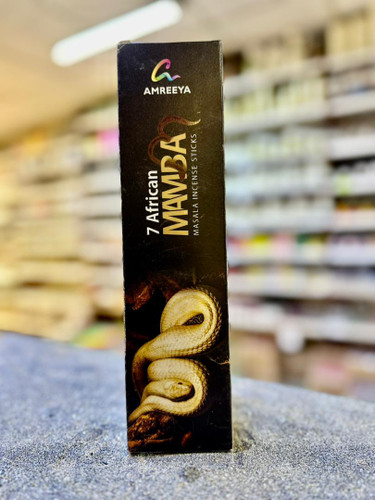 AMREEYA
7 African
MAMBA
MASALA INCENSE STICKS